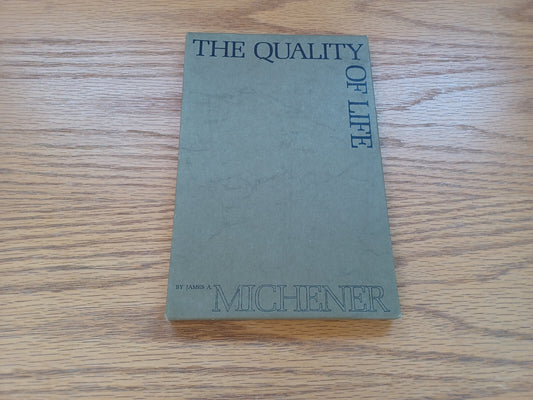 THE QUALITY
OF LIFE
BY JAMES A.
MICHENER